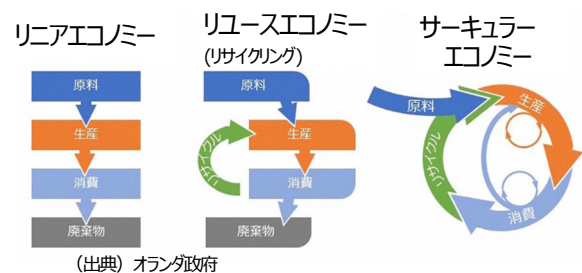 リニアエコノミー
原料
生産
消費
廃棄物
リユースエコノミー
(リサイクリング)
原料
生産
消費
廃棄物
リサイクル
サーキュラー
エコノミー
原料
生産
消費
リサイクル
（出典）オランダ政府